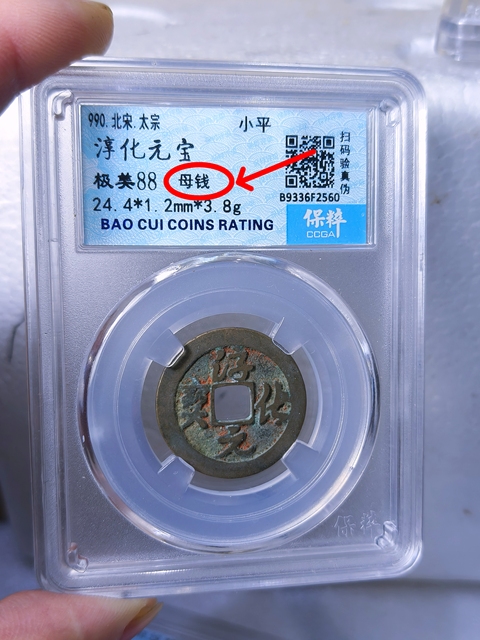 990.北宋.太宗
小平
淳化元宝
极美88 母钱
24.4*1.2mm*3.8g
BAO CUI COINS RATING
扫码验真伪
B9336F2560
保粹
CCGA
淳化元寳
保粹